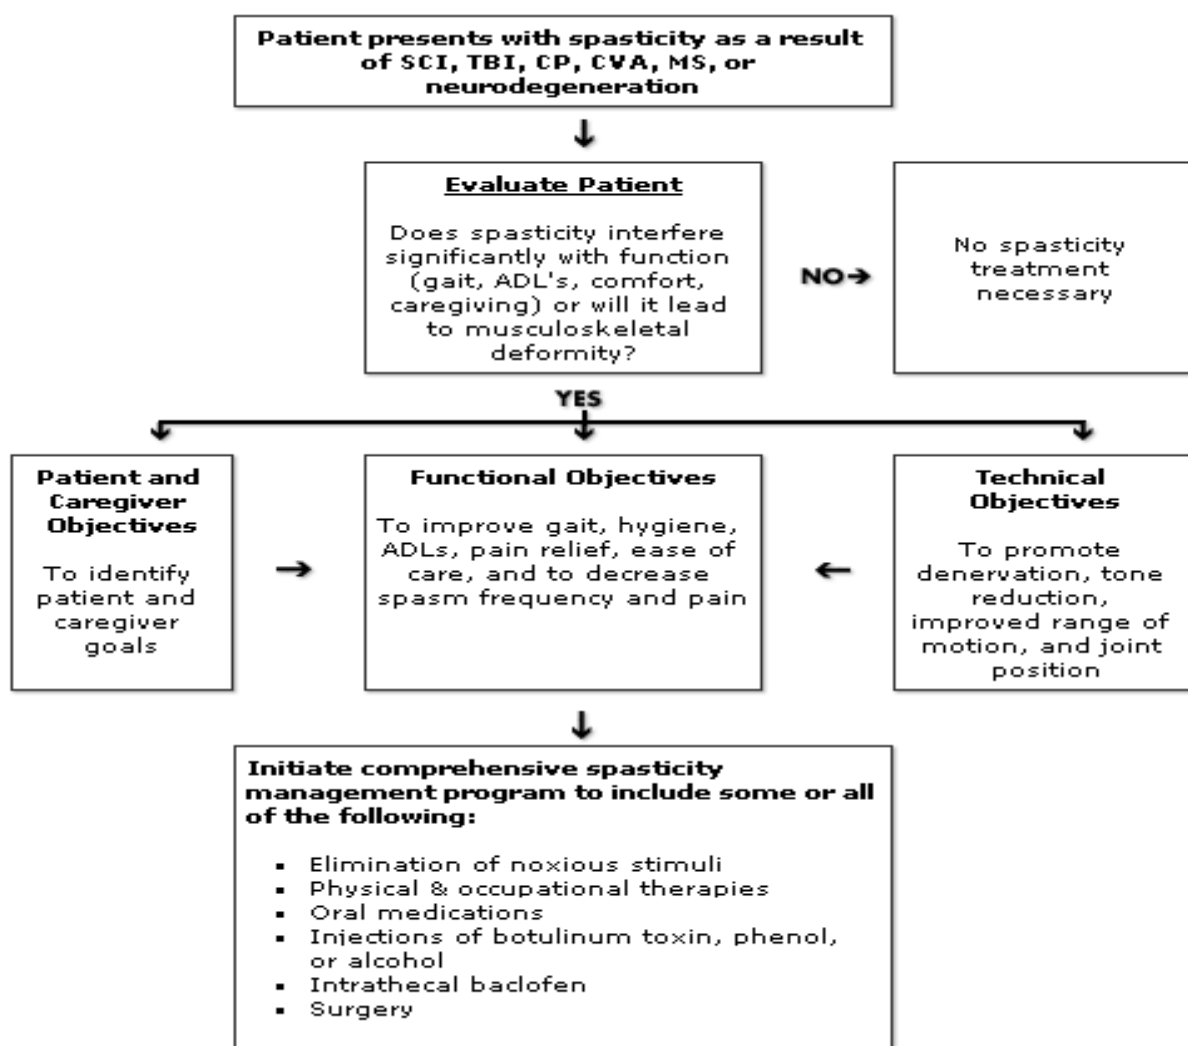 Patient presents with spasticity as a result
of SCI, TBI, CP, CVA, MS, or
neurodegeneration
Evaluate Patient
Does spasticity interfere
significantly with function
(gait, ADL's, comfort,
caregiving) or will it lead
to musculoskeletal
deformity?
NO
No spasticity
treatment
necessary
YES
Patient and
Caregiver
Objectives
To identify
patient and
caregiver
goals
Functional Objectives
To improve gait, hygiene,
ADLs, pain relief, ease of
care, and to decrease
spasm frequency and pain
Technical
Objectives
To promote
denervation, tone
reduction,
improved range of
motion, and joint
position
Initiate comprehensive spasticity
management program to include some or all
of the following:
▪ Elimination of noxious stimuli
▪ Physical & occupational therapies
▪ Oral medications
▪ Injections of botulinum toxin, phenol,
or alcohol
▪ Intrathecal baclofen
▪ Surgery